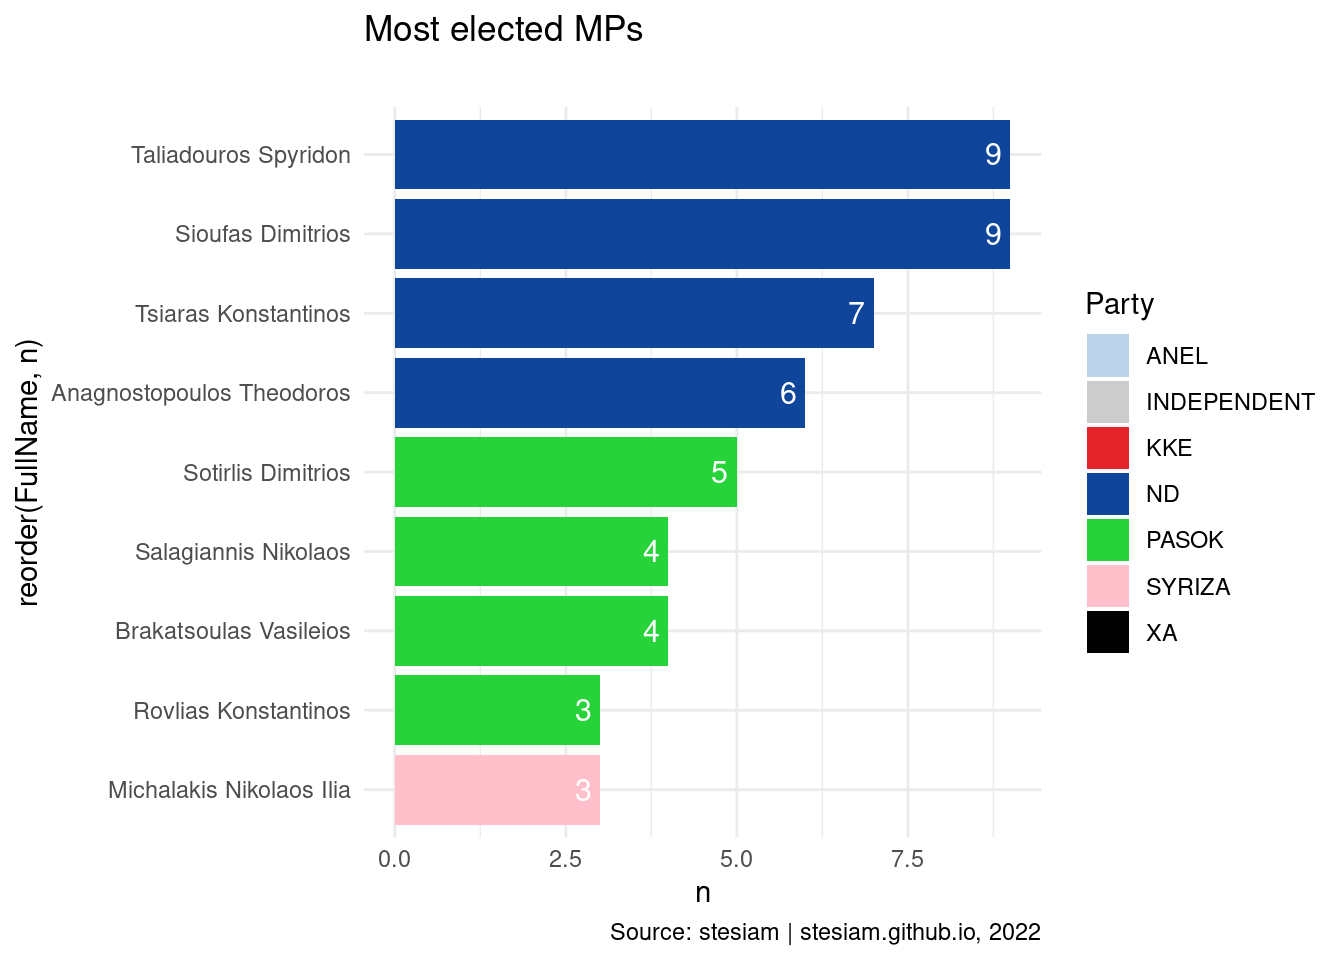 Most elected MPs
reorder(FullName, n)
Taliadouros Spyridon
9
Sioufas Dimitrios
9
Tsiaras Konstantinos
7
Anagnostopoulos Theodoros
6
Sotirlis Dimitrios
5
Salagiannis Nikolaos
4
Brakatsoulas Vasileios
4
Rovlias Konstantinos
3
Michalakis Nikolaos Ilia
3
0.0 2.5 5.0 7.5
n
Party
ANEL
INDEPENDENT
KKE
ND
PASOK
SYRIZA
XA
Source: stesiam | stesiam.github.io, 2022